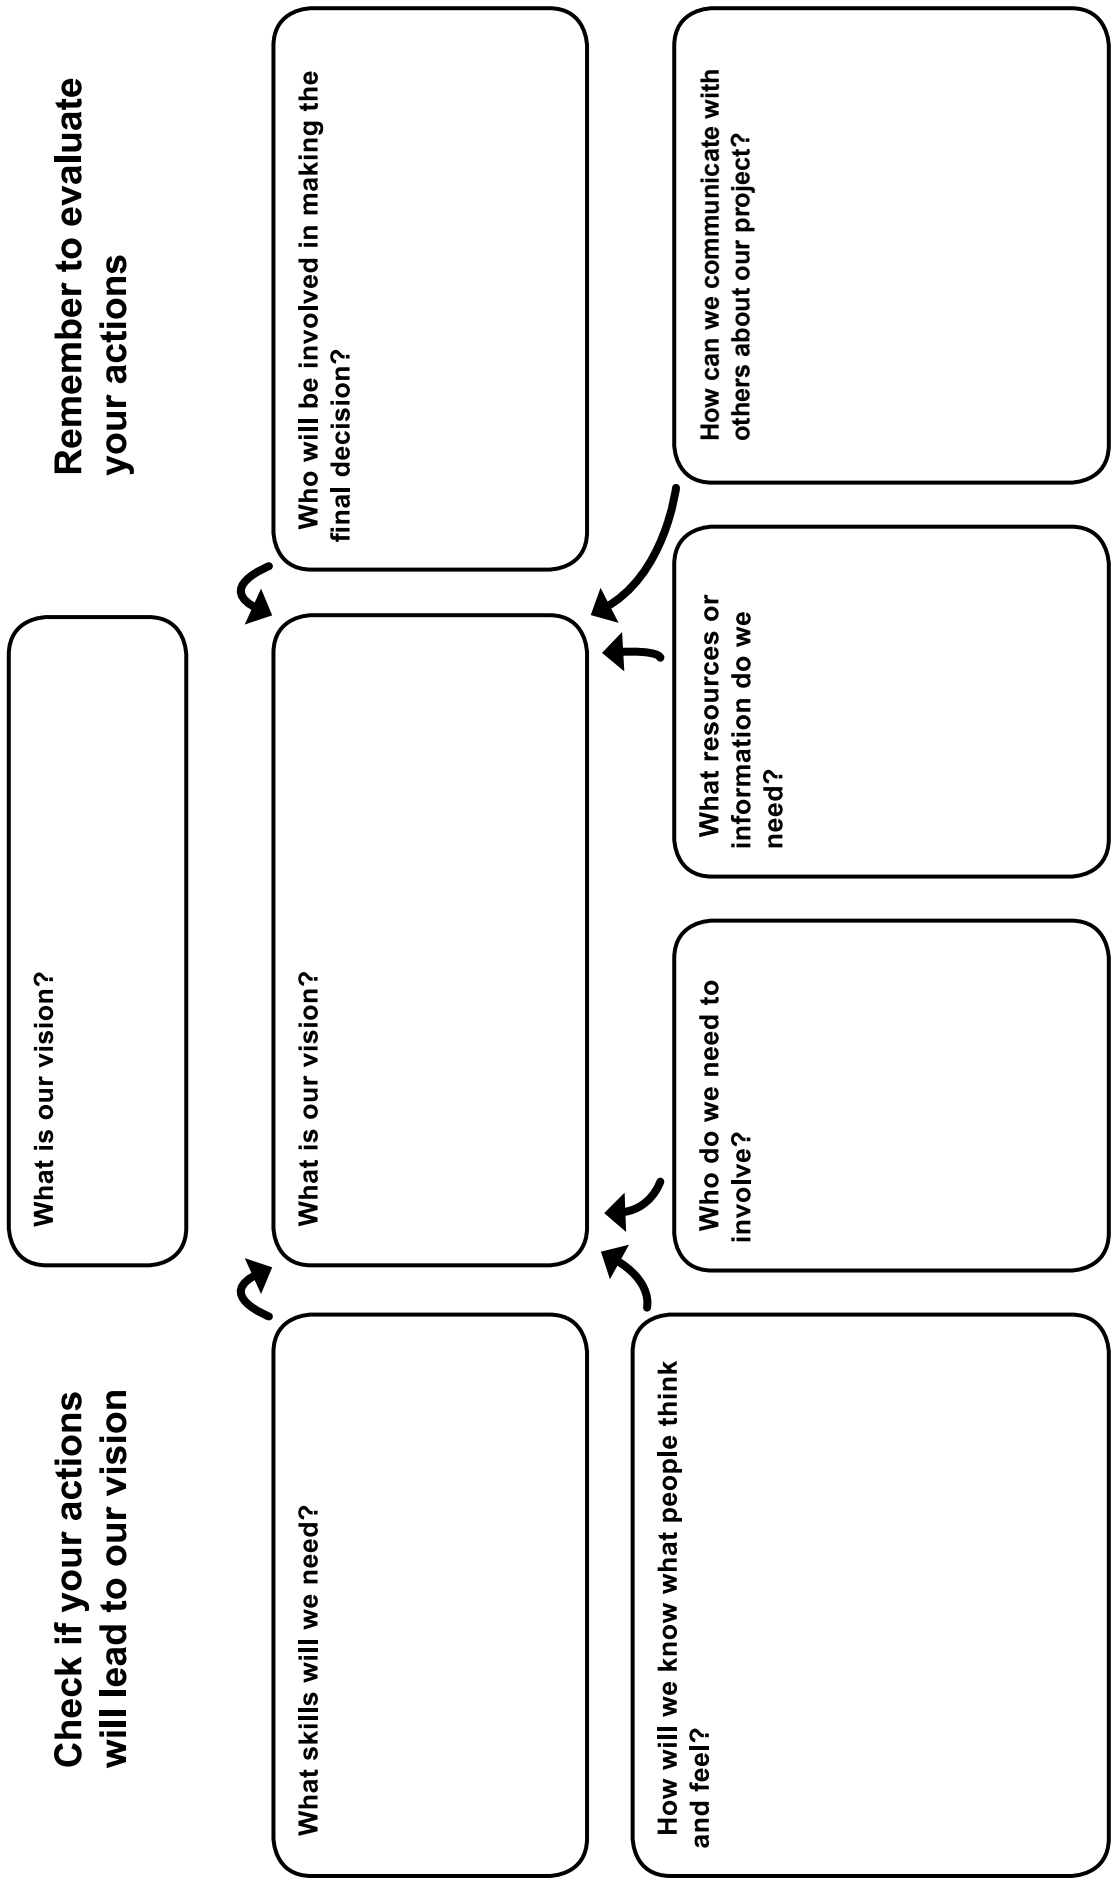 What is our vision?
Check if your actions
will lead to our vision
Remember to evaluate
your actions
What skills will we need?
What is our vision?
Who will be involved in making the
final decision?
How will we know what people think
and feel?
Who do we need to
involve?
What resources or
information do we
need?
How can we communicate with
others about our project?